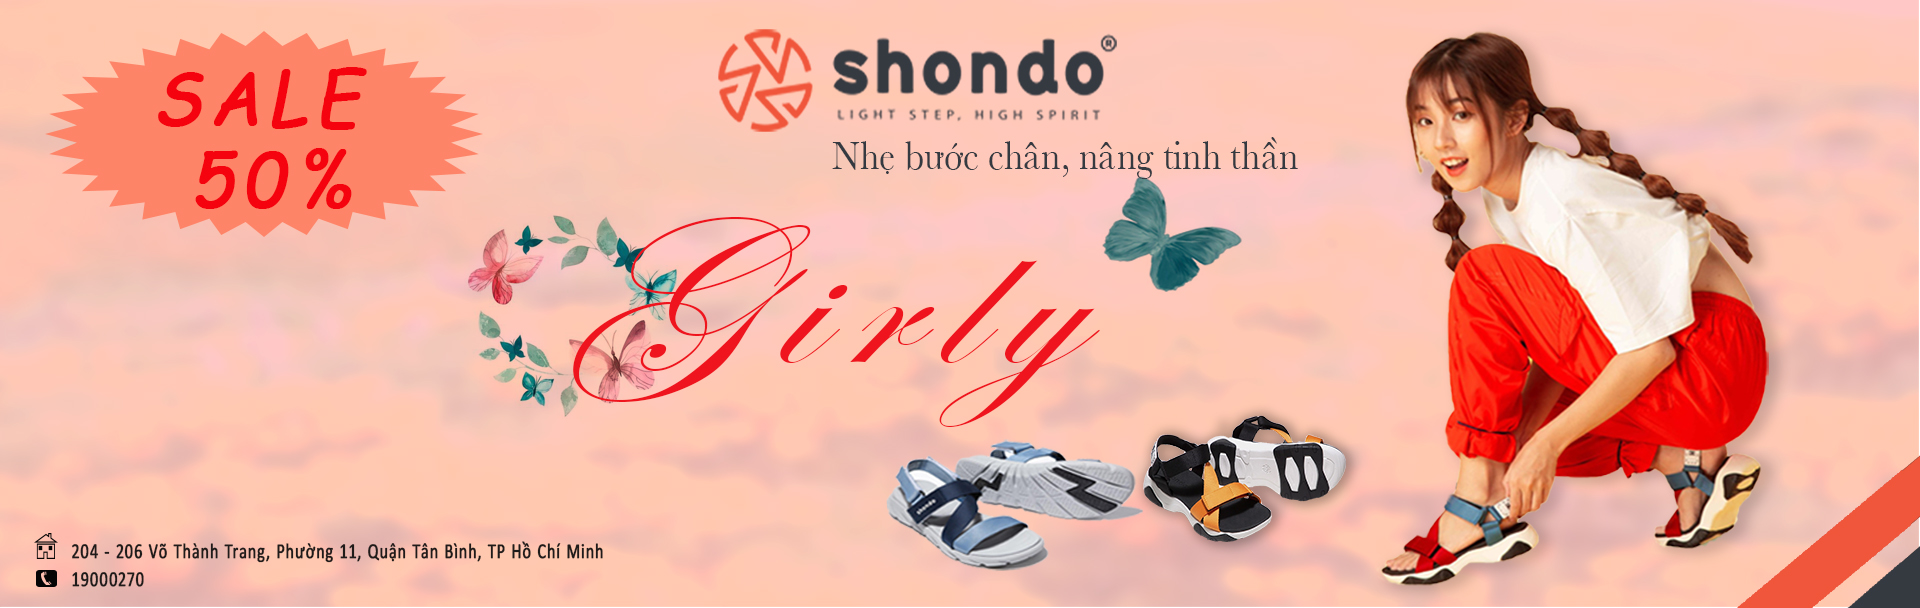 SALE
50%
shondo®
LIGHT STEP, HIGH SPIRIT
Nhẹ bước chân, nâng tinh thần
Girly
shondo
204 - 206 Võ Thành Trang, Phường 11, Quận Tân Bình, TP Hồ Chí Minh
19000270